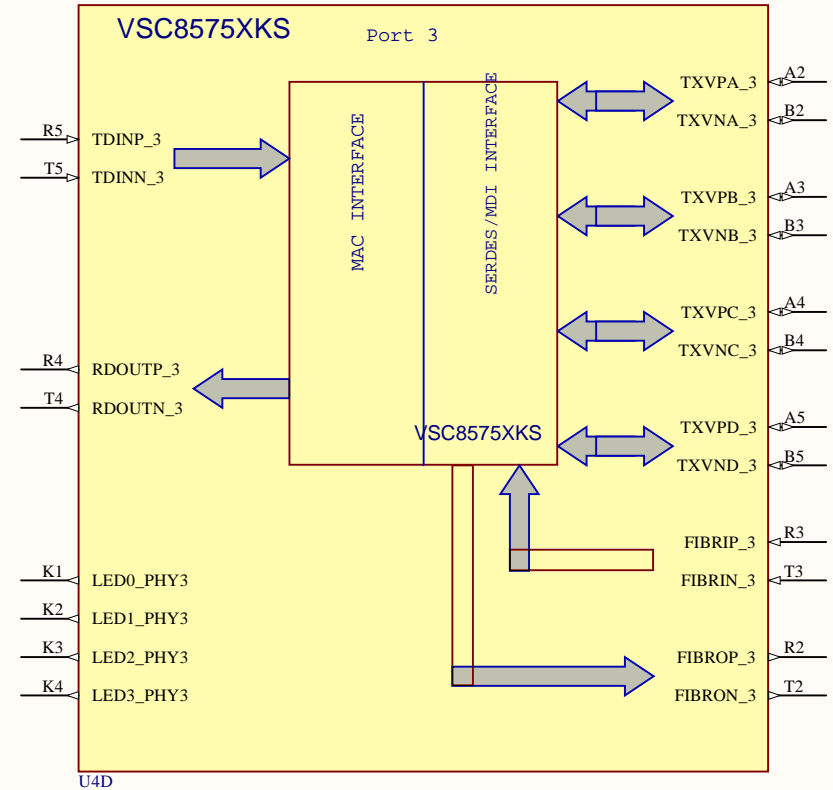 VSC8575XKS
Port 3
MAC INTERFACE
SERDES/MDI INTERFACE
VSC8575XKS
R5 TDINP_3
T5 TDINN_3
R4 RDOUTP_3
T4 RDOUTN_3
K1 LED0_PHY3
K2 LED1_PHY3
K3 LED2_PHY3
K4 LED3_PHY3
TXVPA_3 A2
TXVNA_3 B2
TXVPB_3 A3
TXVNB_3 B3
TXVPC_3 A4
TXVNC_3 B4
TXVPD_3 A5
TXVND_3 B5
FIBRIP_3 R3
FIBRIN_3 T3
FIBROP_3 R2
FIBRON_3 T2
U4D